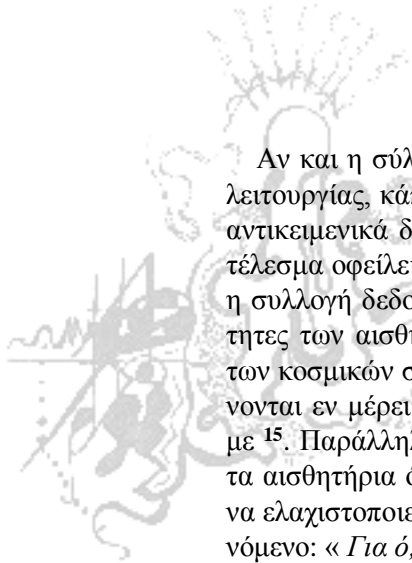 Αν και η σύλ
λειτουργίας, κά
αντικειμενικά δ
τέλεσμα οφείλε
η συλλογή δεδο
τητες των αισθη
των κοσμικών σ
νονται εν μέρει
με 15. Παράλλη
τα αισθητήρια ό
να ελαχιστοποιε
νόμενο: « Για ό,